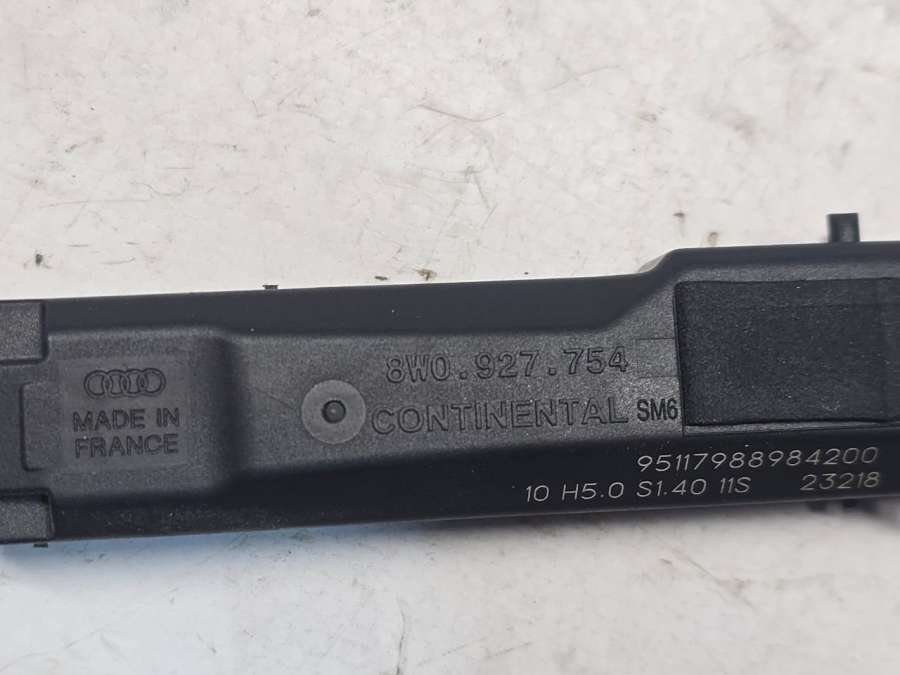 8W0.927.754
CONTINENTAL SM6
MADE IN
FRANCE
95117988984200
10 H5.0 S1.40 11S 23218